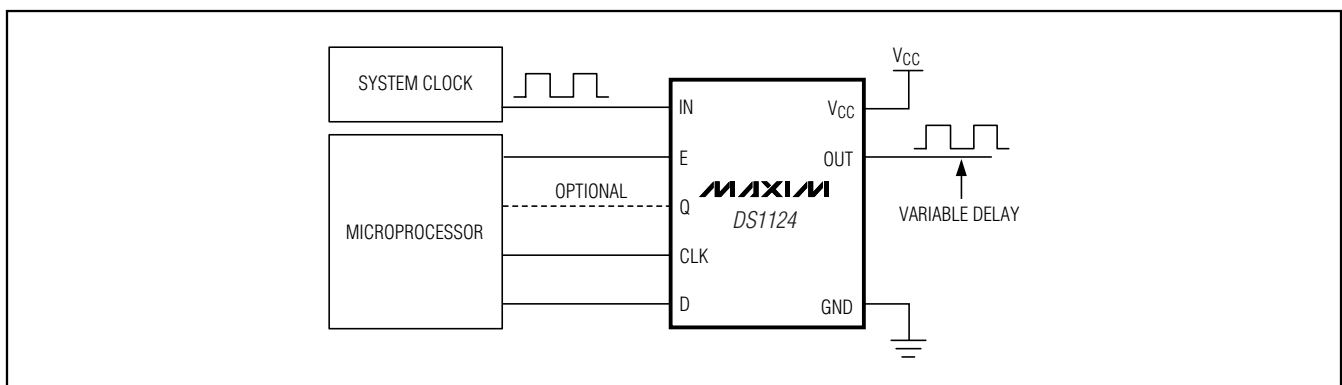 SYSTEM CLOCK
MICROPROCESSOR
OPTIONAL
IN
E
Q
CLK
D
MAXIM
DS1124
VCC
OUT
GND
VCC
VARIABLE DELAY